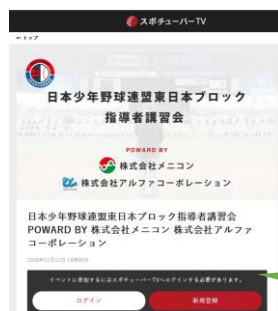 スポチューバーTV
← トップ
日本少年野球連盟東日本ブロック
指導者講習会
POWARD BY
株式会社メニコン
株式会社アルファコーポレーション
日本少年野球連盟東日本ブロック指導者講習会
POWARD BY 株式会社メニコン 株式会社アルファ
コーポレーション
イベントに参加するにはスポチューバーTVへログインする必要があります。
ログイン
新規登録